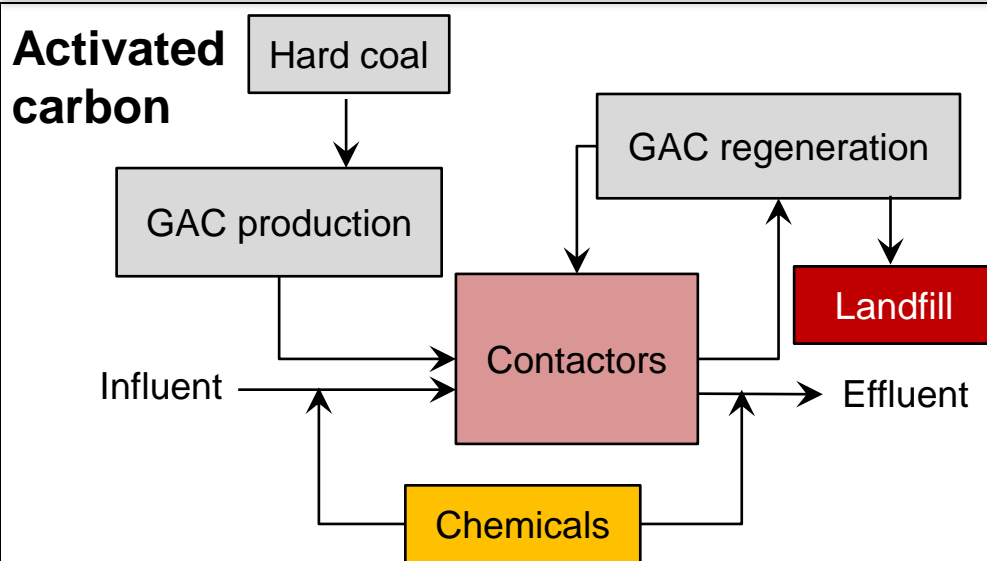 Activated
carbon
Hard coal
GAC production
GAC regeneration
Landfill
Contactors
Influent
Effluent
Chemicals